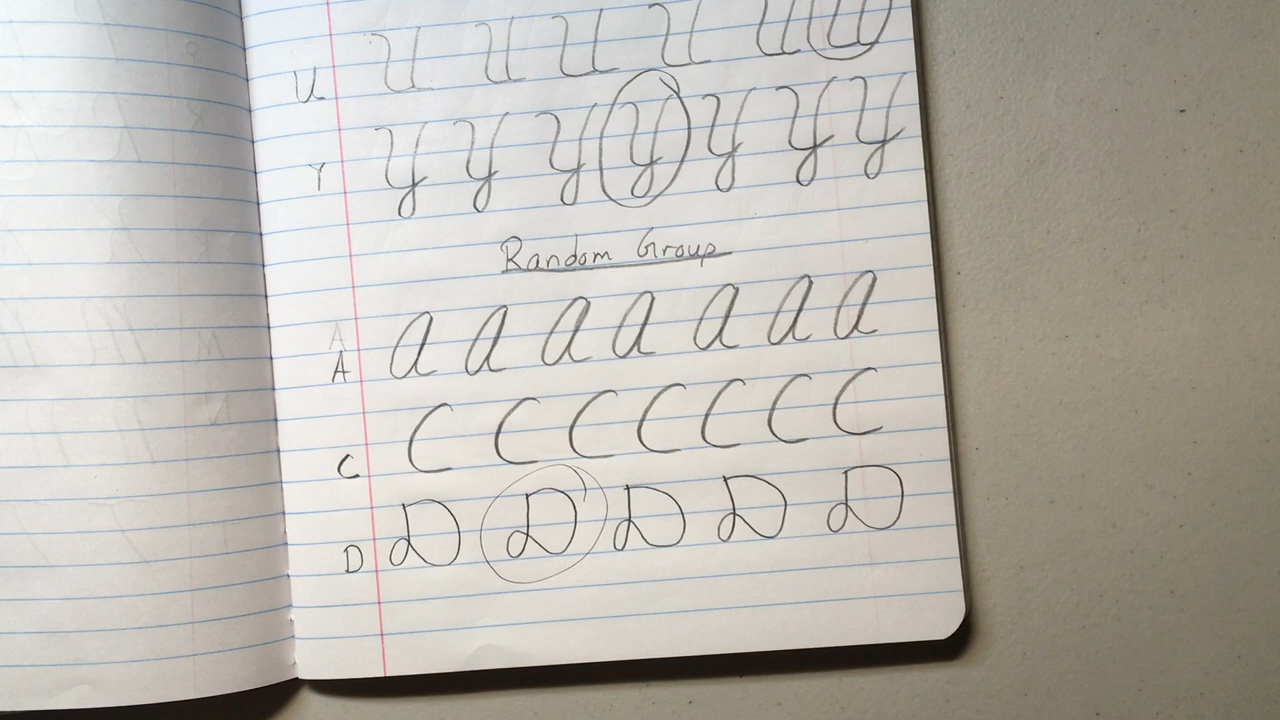 U U U U U U U
Y Y Y Y Y Y Y Y
Random Group
A A a a a a a a a
C C C C C C C C
D D D D D D